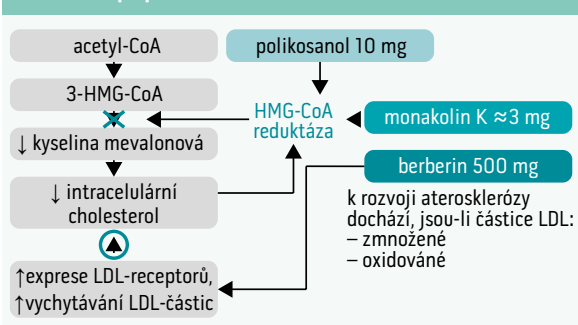 acetyl-CoA
polikosanol 10 mg
3-HMG-CoA
HMG-CoA
reduktáza
monakolin K ≈3 mg
↓ kyselina mevalonová
berberin 500 mg
↓ intracelulární
cholesterol
k rozvoji aterosklerózy
dochází, jsou-li částice LDL:
– zmnožené
– oxidováné
↑exprese LDL-receptorů,
↑vychytávání LDL-částic